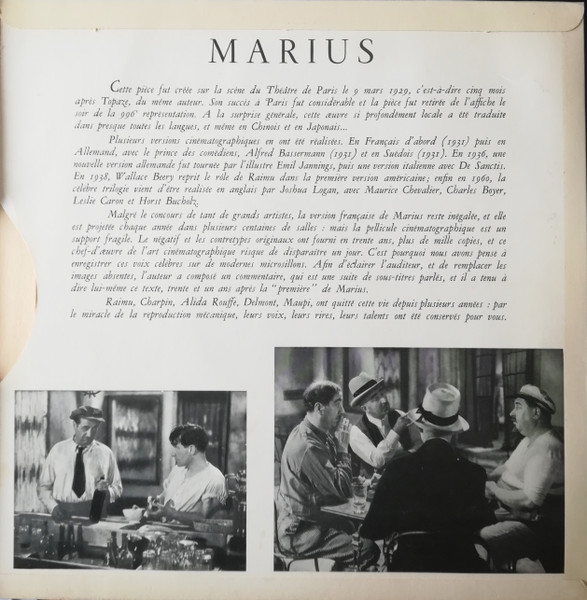 MARIUS
Cette pièce fut créée sur la scène du Théâtre de Paris le 9 mars 1929, c'est-à-dire cinq mois
après Topaze, du même auteur. Son succès à Paris fut considérable et la pièce fut retirée de l'affiche le
soir de la 996e representation. A la surprise générale, cette œuvre si profondément locale a été traduite
dans presque toutes les langues, et même en Chinois et en Japonais...
Plusieurs versions cinématographiques en ont été réalisées. En Français d'abord (1931) puis en
Allemand, avec le prince des comédiens, Alfred Bassermann (1931) et en Suédois (1931). En 1936, une
nouvelle version allemande fut tournée par l'illustre Emil Jannings, puis une version italienne avec De Sanctis.
En 1938, Wallace Beery reprit le rôle de Raimu dans la première version américaine; enfin en 1960, la
célèbre trilogie vient d'être realisée en anglais par Joshua Logan, avec Maurice Chevalier, Charles Boyer,
Leslie Caron et Horst Bucholz.
Malgré le concours de tant de grands artistes, la version française de Marius reste inégalée, et elle
est projetée chaque année dans plusieurs centaines de salles : mais la pellicule cinématographique est un
support fragile. Le négatif et les contretypes originaux ont fourni en trente ans, plus de mille copies, et ce
chef-d'œuvre de l'art cinématographique risque de disparaître un jour. C'est pourquoi nous avons pensé à
enregistrer ces voix célèbres sur de modernes microsillons. Afin d'éclairer l'auditeur, et de remplacer les
images absentes, l'auteur a composé un commentaire, qui est une suite de sous-titres parlés, et il a tenu à
dire lui-même ce texte, trente et un ans après la "première" de Marius.
Raimu, Charpin, Alida Rouffe, Delmont, Maupi, ont quitté cette vie depuis plusieurs années : par
le miracle de la reproduction mécanique, leurs voix, leurs rires, leurs talents ont été conservés pour vous.